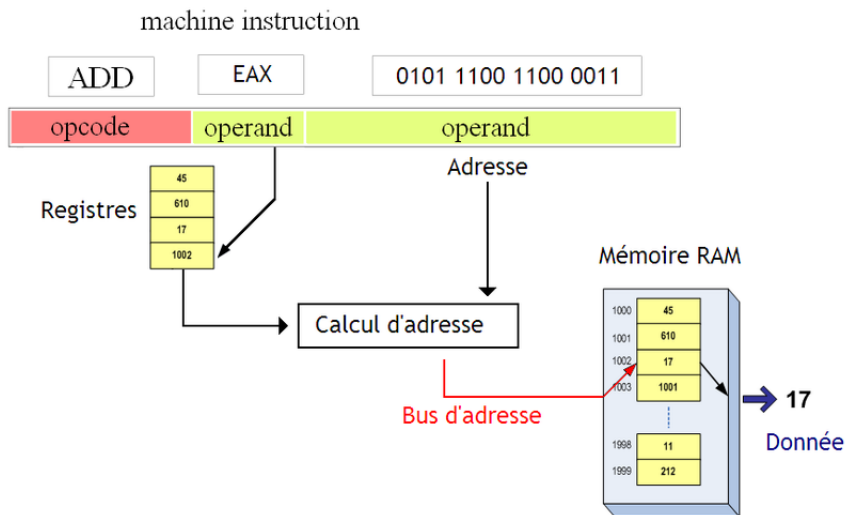 machine instruction
ADD EAX 0101 1100 1100 0011
opcode operand operand
Adresse
Registres
45
610
17
1002
Mémoire RAM
Calcul d'adresse
1000 45
1001 610
1002 17
1003 1001
17
Bus d'adresse
Donnée
1998 11
1999 212